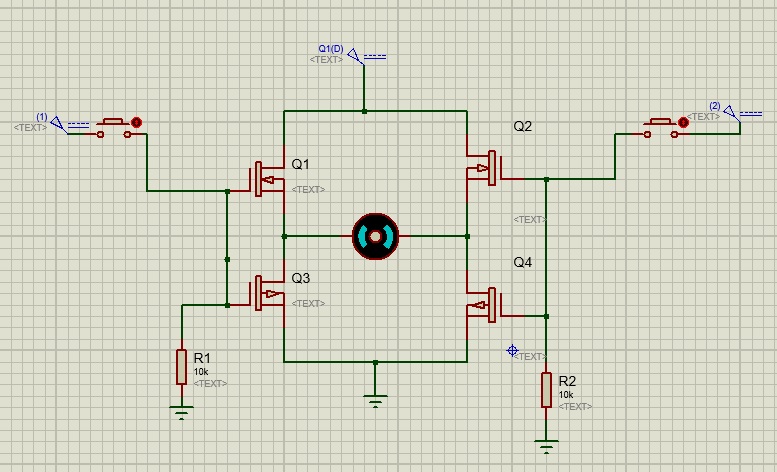 Q1(D)
<TEXT>
(1)
<TEXT>
(2)
<TEXT>
Q2
<TEXT>
Q1
<TEXT>
Q4
<TEXT>
Q3
<TEXT>
R1
10k
<TEXT>
R2
10k
<TEXT>